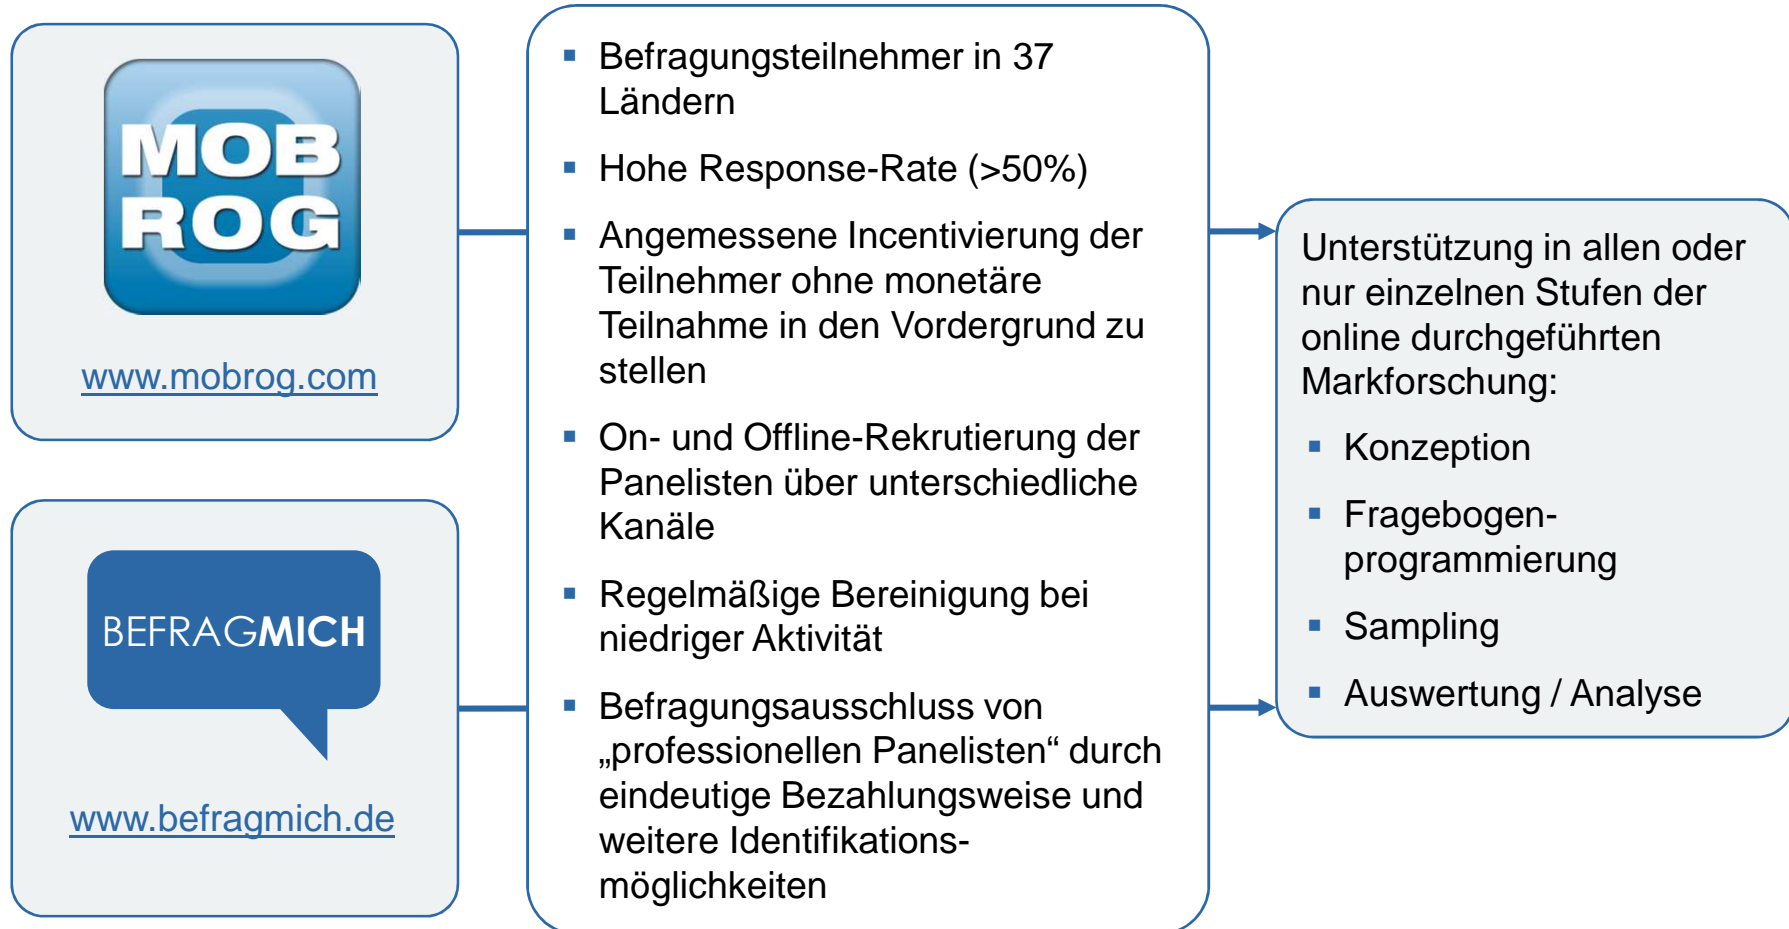 MOB
ROG
www.mobrog.com
BEFRAGMICH
www.befragmich.de
▪ Befragungsteilnehmer in 37
Ländern
▪ Hohe Response-Rate (>50%)
▪ Angemessene Incentivierung der
Teilnehmer ohne monetäre
Teilnahme in den Vordergrund zu
stellen
▪ On- und Offline-Rekrutierung der
Panelisten über unterschiedliche
Kanäle
▪ Regelmäßige Bereinigung bei
niedriger Aktivität
▪ Befragungsausschluss von
„professionellen Panelisten“ durch
eindeutige Bezahlungsweise und
weitere Identifikations-
möglichkeiten
Unterstützung in allen oder
nur einzelnen Stufen der
online durchgeführten
Markforschung:
▪ Konzeption
▪ Fragebogen-
programmierung
▪ Sampling
▪ Auswertung / Analyse